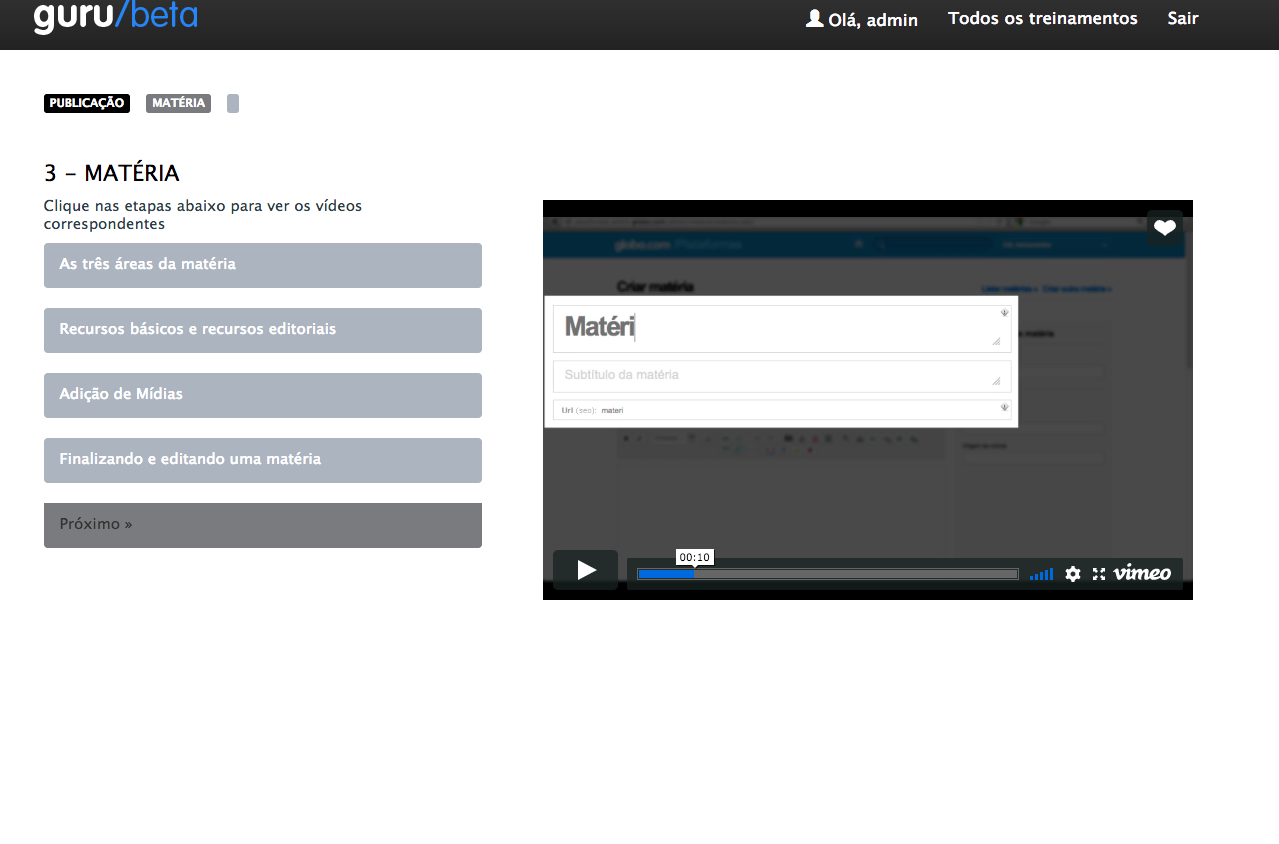 guru/beta
Olá, admin
Todos os treinamentos
Sair
PUBLICAÇÃO
MATÉRIA
3 – MATÉRIA
Clique nas etapas abaixo para ver os vídeos
correspondentes
As três áreas da matéria
Recursos básicos e recursos editoriais
Adição de Mídias
Finalizando e editando uma matéria
Próximo »
globo.com
Criar matéria
Matéri
Subtítulo da matéria
Url (seo): materi
00:10
vimeo